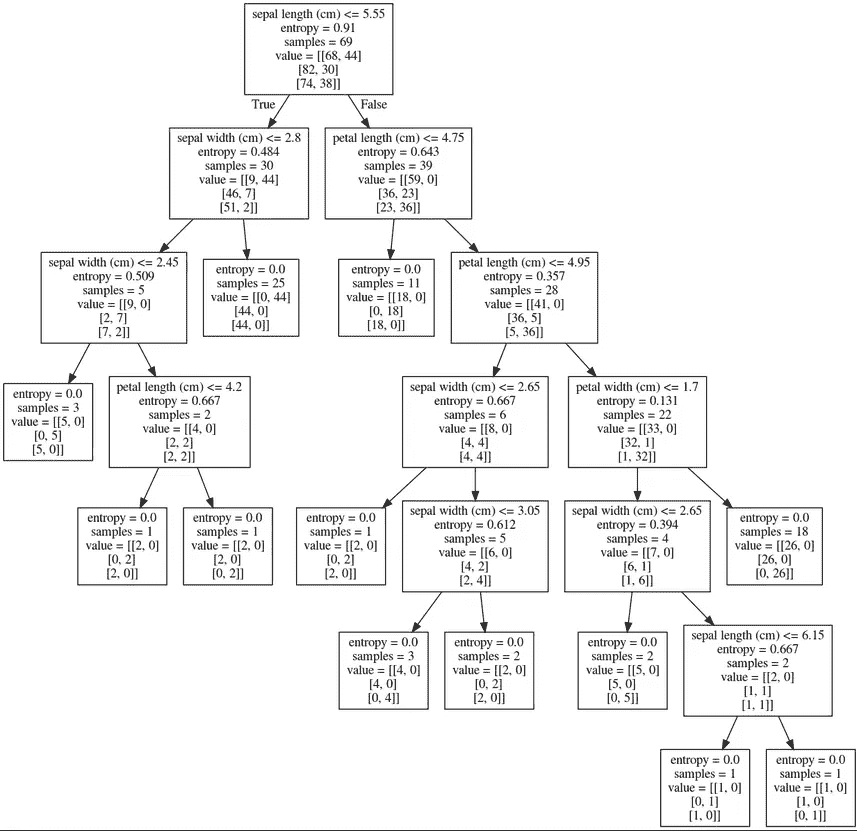 sepal length (cm) <= 5.55
entropy = 0.91
samples = 69
value = [[68, 44]
[82, 30]
[74, 38]]
True
False
sepal width (cm) <= 2.8
entropy = 0.484
samples = 30
value = [[9, 44]
[46, 7]
[51, 2]]
petal length (cm) <= 4.75
entropy = 0.643
samples = 39
value = [[59, 0]
[36, 23]
[23, 36]]
sepal width (cm) <= 2.45
entropy = 0.509
samples = 5
value = [[9, 0]
[2, 7]
[7, 2]]
entropy = 0.0
samples = 25
value = [[0, 44]
[44, 0]
[44, 0]]
entropy = 0.0
samples = 11
value = [[18, 0]
[0, 18]
[18, 0]]
petal length (cm) <= 4.95
entropy = 0.357
samples = 28
value = [[41, 0]
[36, 5]
[5, 36]]
entropy = 0.0
samples = 3
value = [[5, 0]
[0, 5]
[5, 0]]
petal length (cm) <= 4.2
entropy = 0.667
samples = 2
value = [[4, 0]
[2, 2]
[2, 2]]
sepal width (cm) <= 2.65
entropy = 0.667
samples = 6
value = [[8, 0]
[4, 4]
[4, 4]]
petal width (cm) <= 1.7
entropy = 0.131
samples = 22
value = [[33, 0]
[32, 1]
[1, 32]]
entropy = 0.0
samples = 1
value = [[2, 0]
[0, 2]
[2, 0]]
entropy = 0.0
samples = 1
value = [[2, 0]
[2, 0]
[0, 2]]
entropy = 0.0
samples = 1
value = [[2, 0]
[0, 2]
[2, 0]]
sepal width (cm) <= 3.05
entropy = 0.612
samples = 5
value = [[6, 0]
[4, 2]
[2, 4]]
sepal width (cm) <= 2.65
entropy = 0.394
samples = 4
value = [[7, 0]
[6, 1]
[1, 6]]
entropy = 0.0
samples = 18
value = [[26, 0]
[26, 0]
[0, 26]]
entropy = 0.0
samples = 3
value = [[4, 0]
[4, 0]
[0, 4]]
entropy = 0.0
samples = 2
value = [[2, 0]
[0, 2]
[2, 0]]
entropy = 0.0
samples = 2
value = [[5, 0]
[5, 0]
[0, 5]]
sepal length (cm) <= 6.15
entropy = 0.667
samples = 2
value = [[2, 0]
[1, 1]
[1, 1]]
entropy = 0.0
samples = 1
value = [[1, 0]
[0, 1]
[1, 0]]
entropy = 0.0
samples = 1
value = [[1, 0]
[1, 0]
[0, 1]]